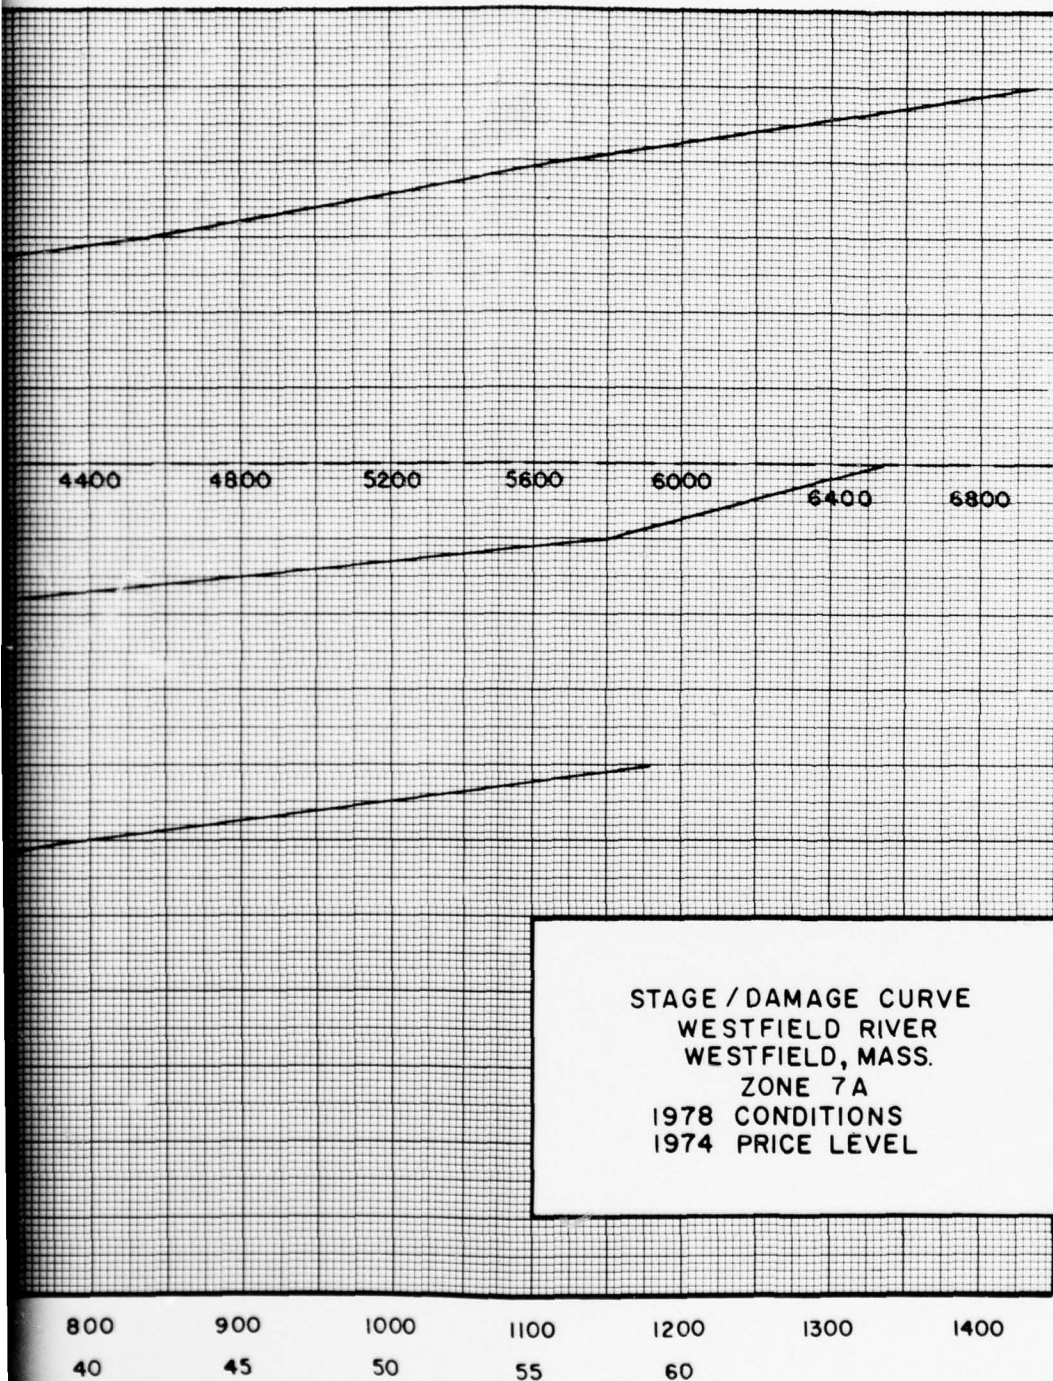 4400 4800 5200 5600 6000 6400 6800
STAGE / DAMAGE CURVE
WESTFIELD RIVER
WESTFIELD, MASS.
ZONE 7A
1978 CONDITIONS
1974 PRICE LEVEL
800 900 1000 1100 1200 1300 1400
40 45 50 55 60